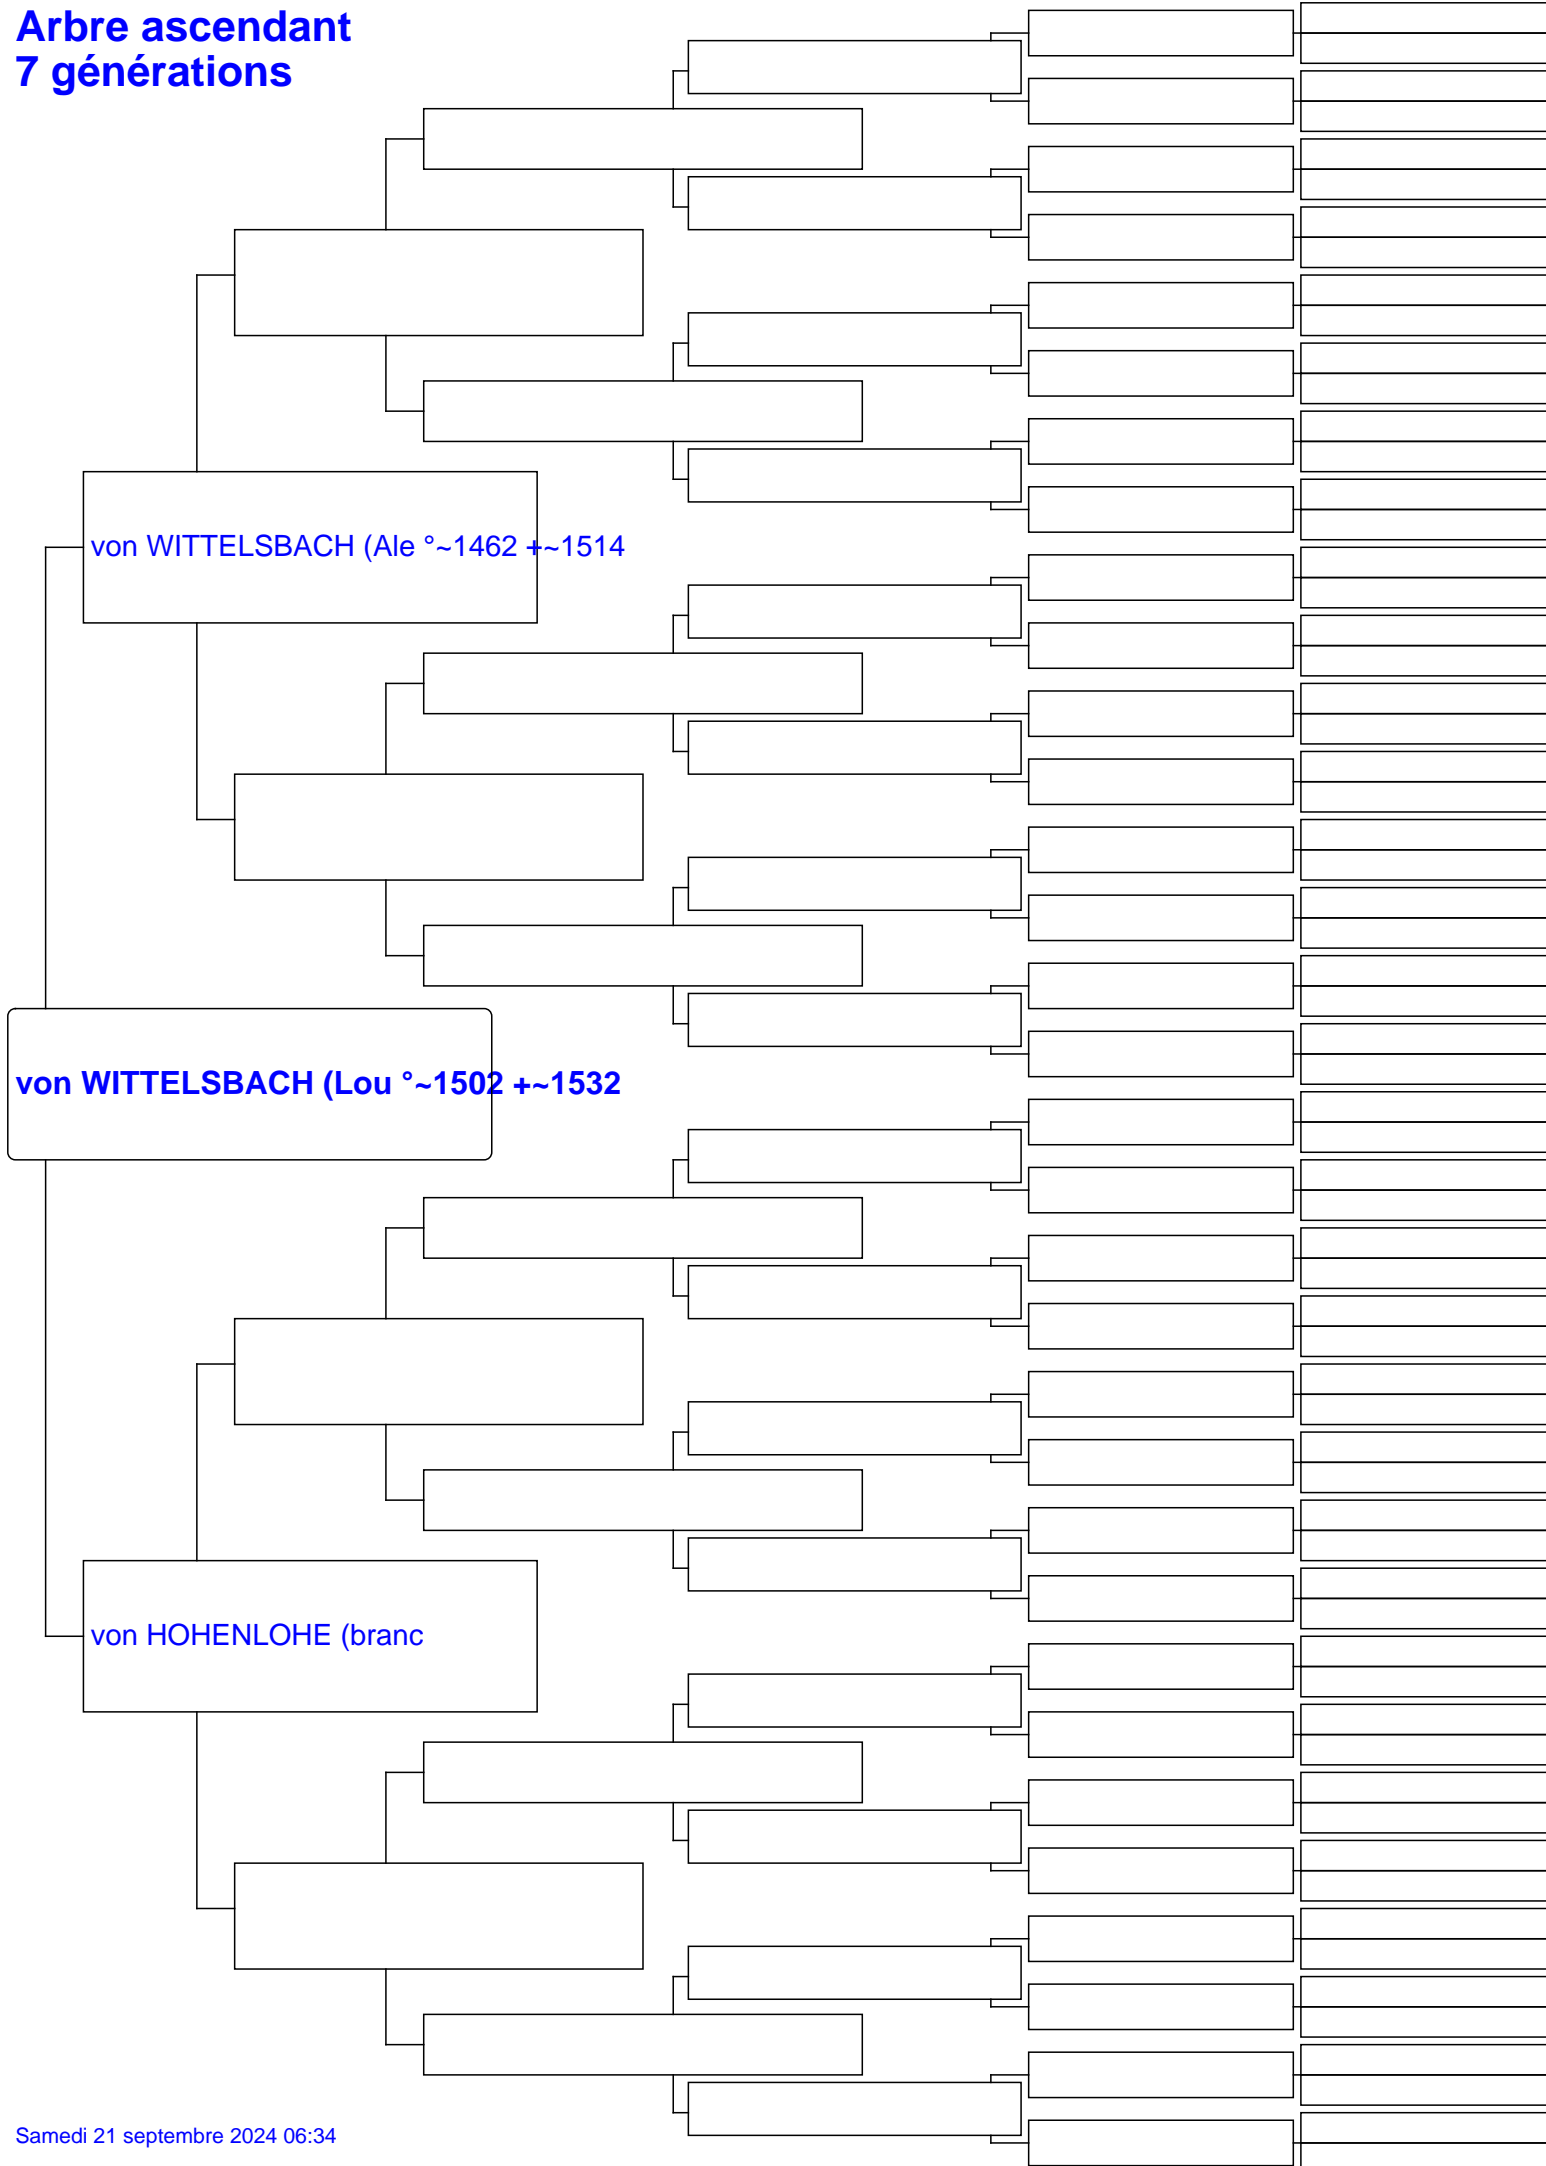 Arbre ascendant
7 générations
von WITTELSBACH (Ale °~1462 +~1514
von WITTELSBACH (Lou °~1502 +~1532
von HOHENLOHE (branc
Samedi 21 septembre 2024 06:34